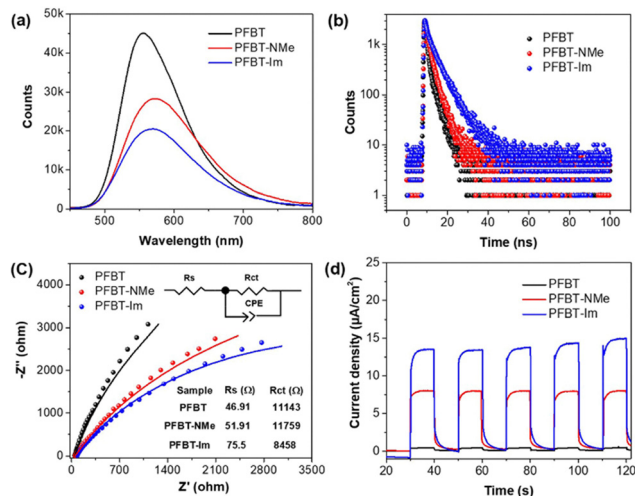 (a)
PFBT
PFBT-NMe
PFBT-Im
50k
40k
30k
20k
10k
0
Counts
500 600 700 800
Wavelength (nm)
(b)
PFBT
PFBT-NMe
PFBT-Im
1k
100
10
1
Counts
0 20 40 60 80 100
Time (ns)
(C)
PFBT
PFBT-NMe
PFBT-Im
Rs Rct
CPE
4000
3000
2000
1000
0
-Z'' (ohm)
Sample Rs (Ω) Rct (Ω)
PFBT 46.91 11143
PFBT-NMe 51.91 11759
PFBT-Im 75.5 8458
700 1400 2100 2800 3500
Z' (ohm)
(d)
PFBT
PFBT-NMe
PFBT-Im
25
20
15
10
5
0
Current density (µA/cm²)
20 40 60 80 100 120
Time (s)